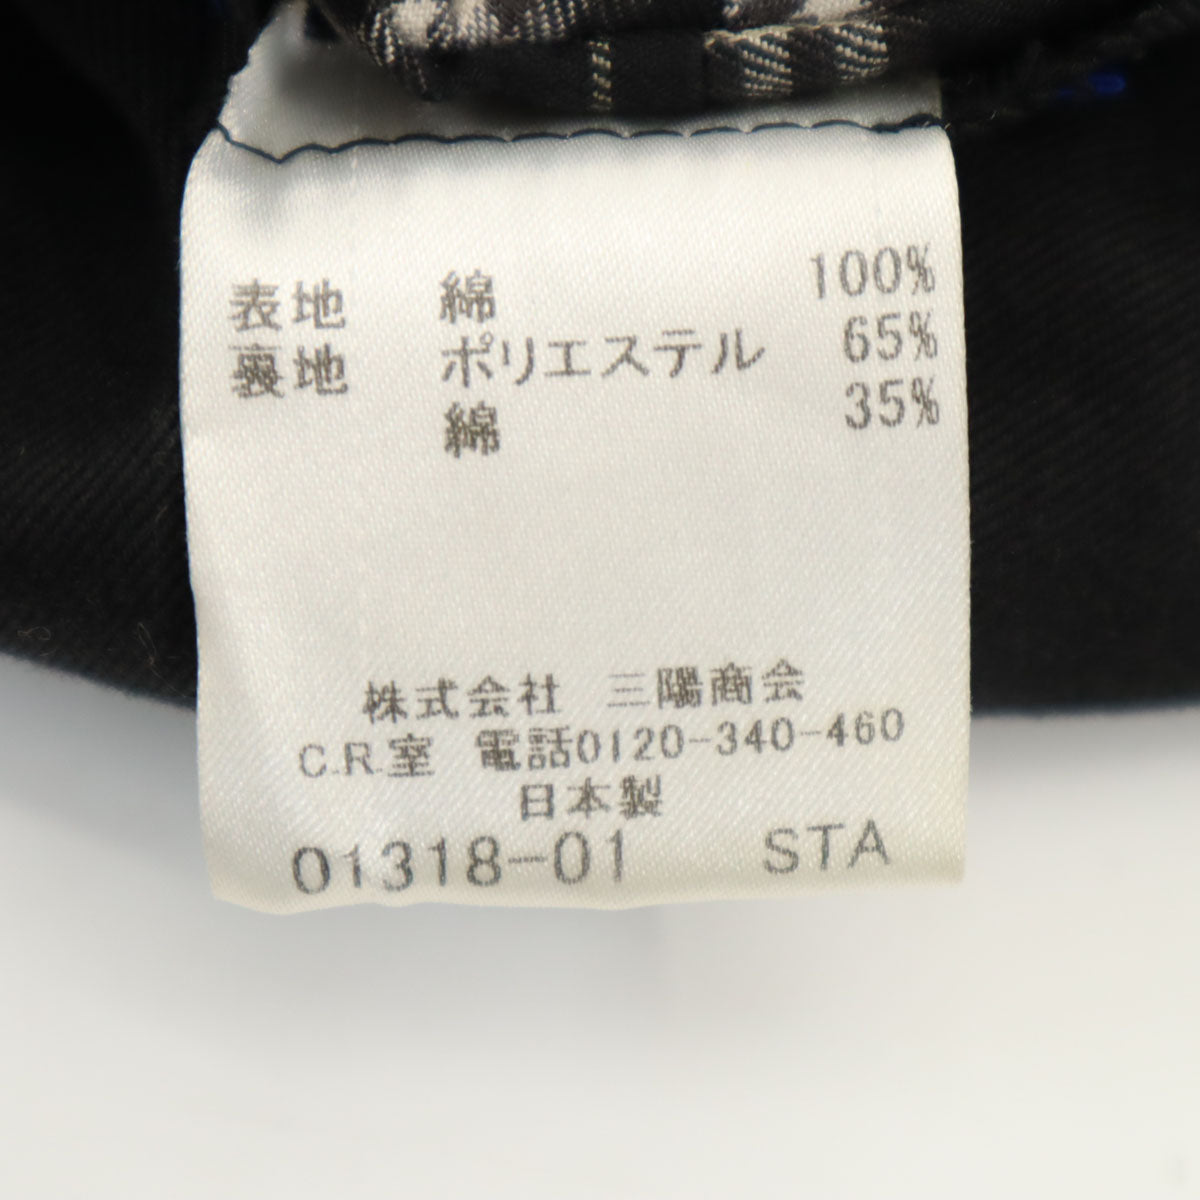 表地 綿 100%
裏地 ポリエステル 65%
綿 35%
株式会社 三陽商会
C.R.室 電話0120-340-460
日本製
01318-01 STA